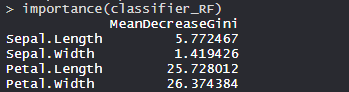 > importance(classifier_RF)
MeanDecreaseGini
Sepal.Length 5.772467
Sepal.Width 1.419426
Petal.Length 25.728012
Petal.Width 26.374384